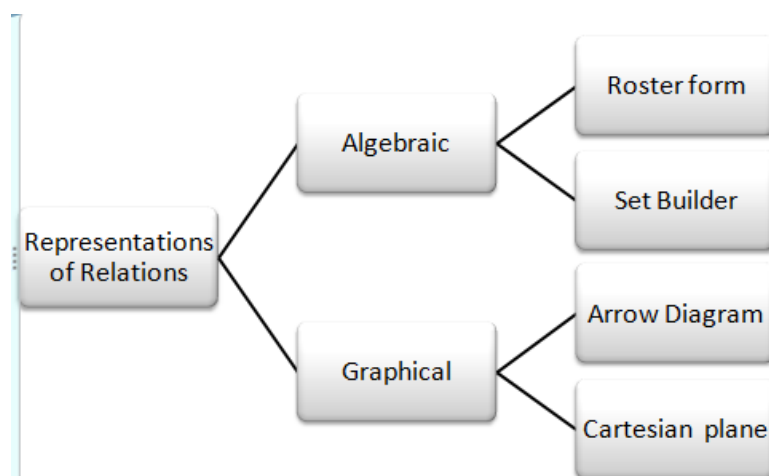 Representations
of Relations
Algebraic
Roster form
Set Builder
Graphical
Arrow Diagram
Cartesian plane